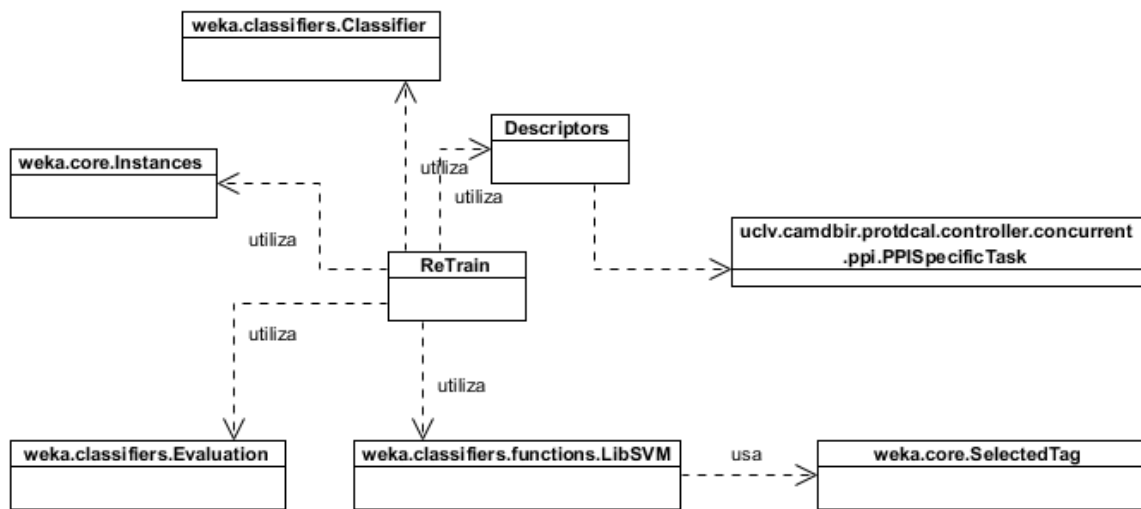 weka.classifiers.Classifier
Descriptors
weka.core.Instances
utiliza
utiliza
uclv.camdbir.protdcal.controller.concurrent
.ppi.PPISpecificTask
utiliza
ReTrain
utiliza
utiliza
weka.classifiers.Evaluation
weka.classifiers.functions.LibSVM
usa
weka.core.SelectedTag